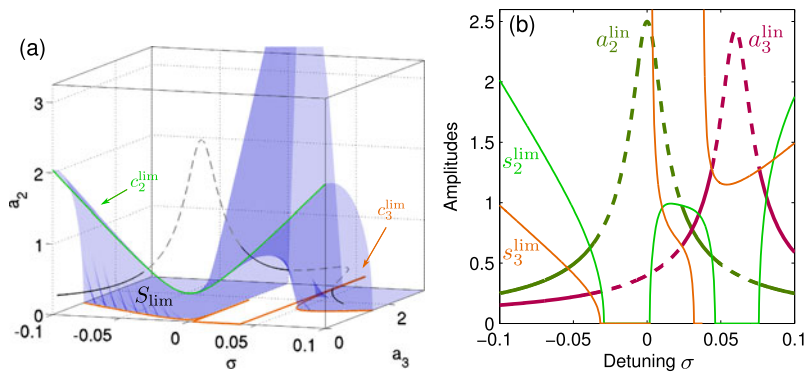 (a)
3
2
1
0
a₂
c₂^lim
c₃^lim
S_lim
-0.1
-0.05
0
0.05
0.1
σ
0
2
a₃
(b)
a₂^lin
a₃^lin
2.5
2
1.5
1
0.5
0
Amplitudes
s₂^lim
s₃^lim
−0.1
−0.05
0
0.05
0.1
Detuning σ